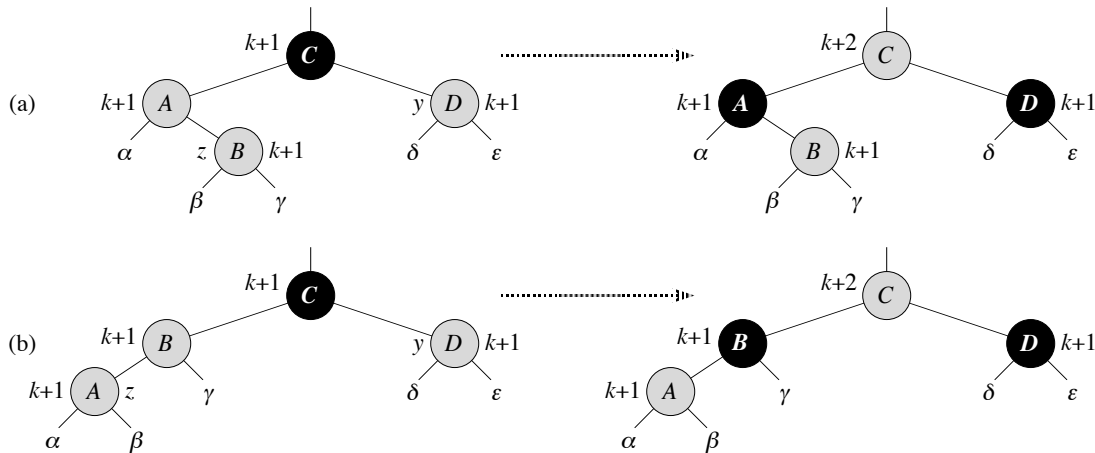 k+1 C k+2 C
(a) k+1 A y D k+1 k+1 A D k+1
α z B k+1 δ ε α B k+1 δ ε
β γ β γ
k+1 C k+2 C
(b) k+1 B y D k+1 k+1 B D k+1
k+1 A z γ δ ε k+1 A γ δ ε
α β α β